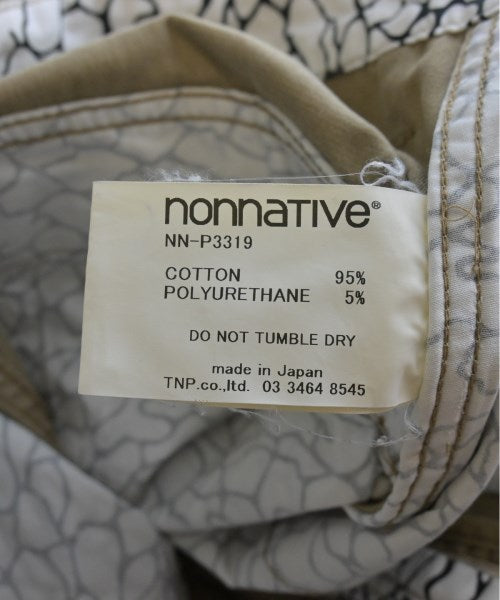 nonnative®
NN-P3319
COTTON 95%
POLYURETHANE 5%
DO NOT TUMBLE DRY
made in Japan
TNP.co.,ltd. 03 3464 8545